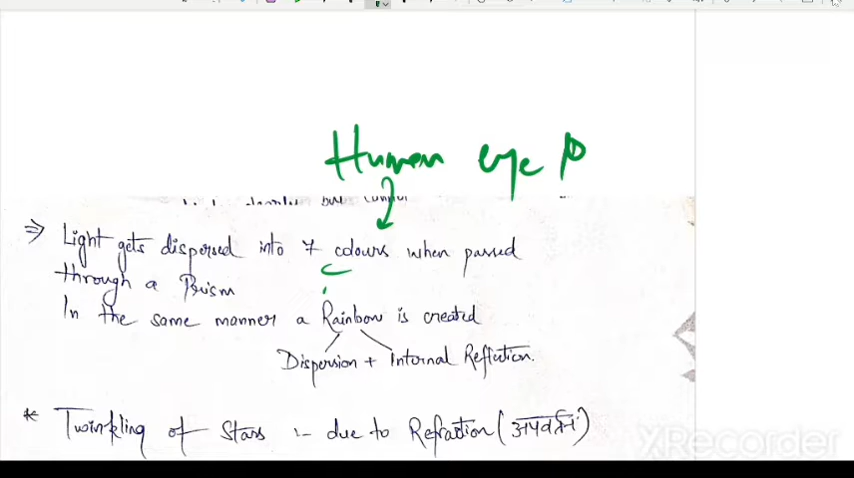 Human eye
⇒ Light gets dispersed into 7 colours when passed
through a Prism
In the same manner a Rainbow is created
Dispersion + Internal Reflection.
* Twinkling of Stars :- due to Refraction (अपवर्तन)
XRecorder